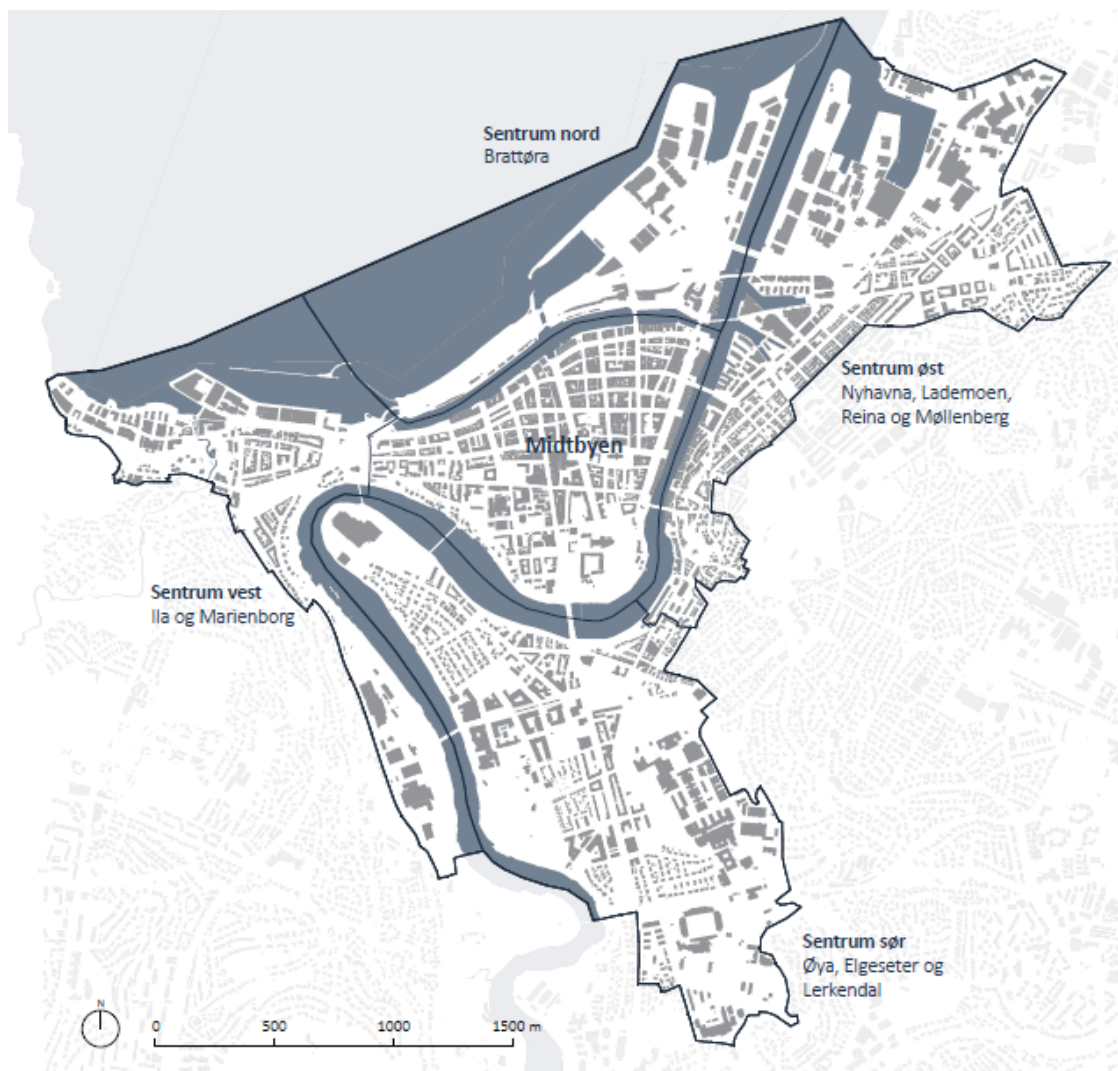 Sentrum nord
Brattøra
Sentrum øst
Nyhavna, Lademoen,
Reina og Møllenberg
Midtbyen
Sentrum vest
Ila og Marienborg
Sentrum sør
Øya, Elgeseter og
Lerkendal
N
0 500 1000 1500 m